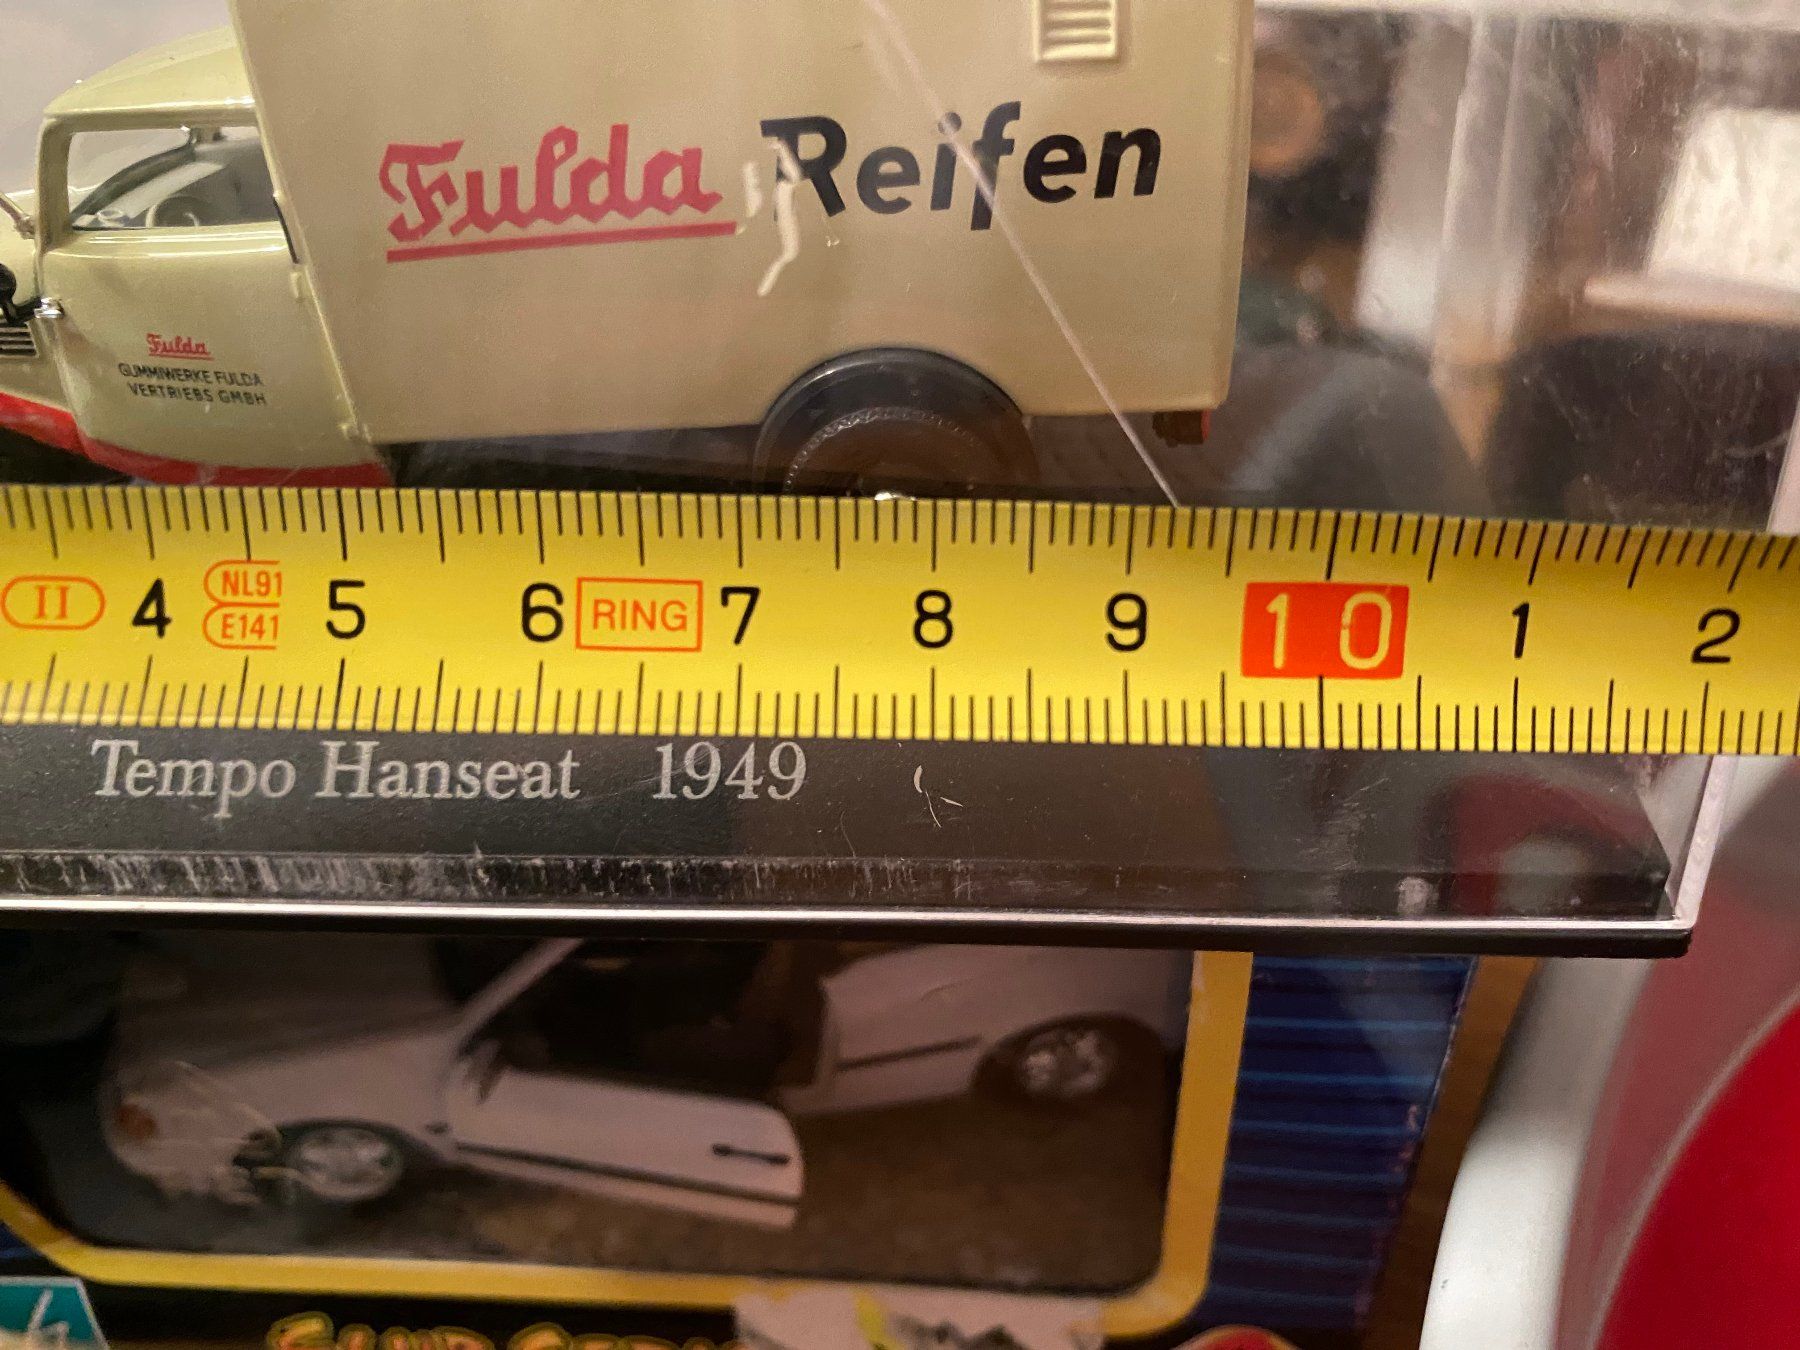 Fulda Reifen
Fulda
GUMMIWERKE FULDA
VERTRIEBS GMBH
II 4 NL91 5 6 RING 7 8 9 10 1 2
E141
Tempo Hanseat 1949